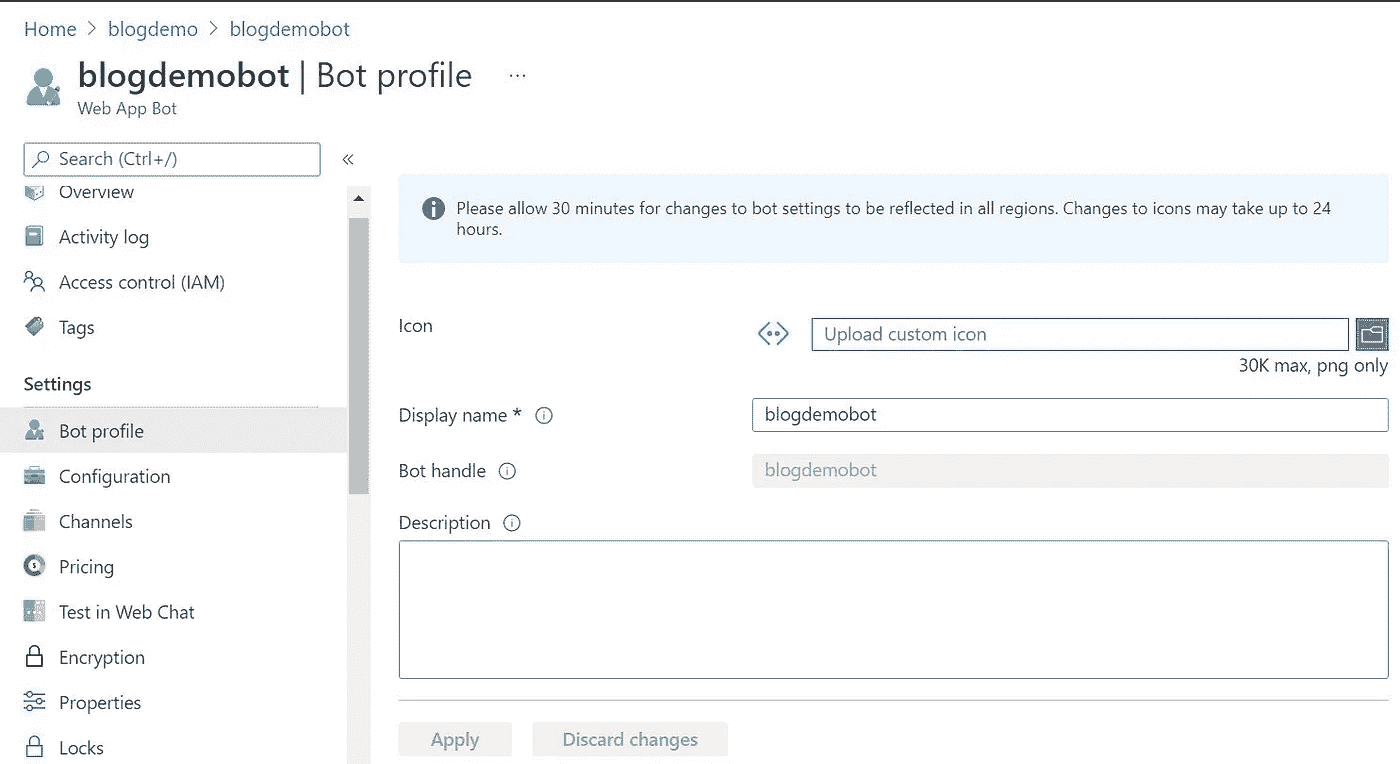 Home > blogdemo > blogdemobot
blogdemobot | Bot profile ...
Web App Bot
Search (Ctrl+/) «
Overview
Activity log
Access control (IAM)
Tags
Settings
Bot profile
Configuration
Channels
Pricing
Test in Web Chat
Encryption
Properties
Locks
Please allow 30 minutes for changes to bot settings to be reflected in all regions. Changes to icons may take up to 24
hours.
Icon Upload custom icon
30K max, png only
Display name * blogdemobot
Bot handle blogdemobot
Description
Apply Discard changes